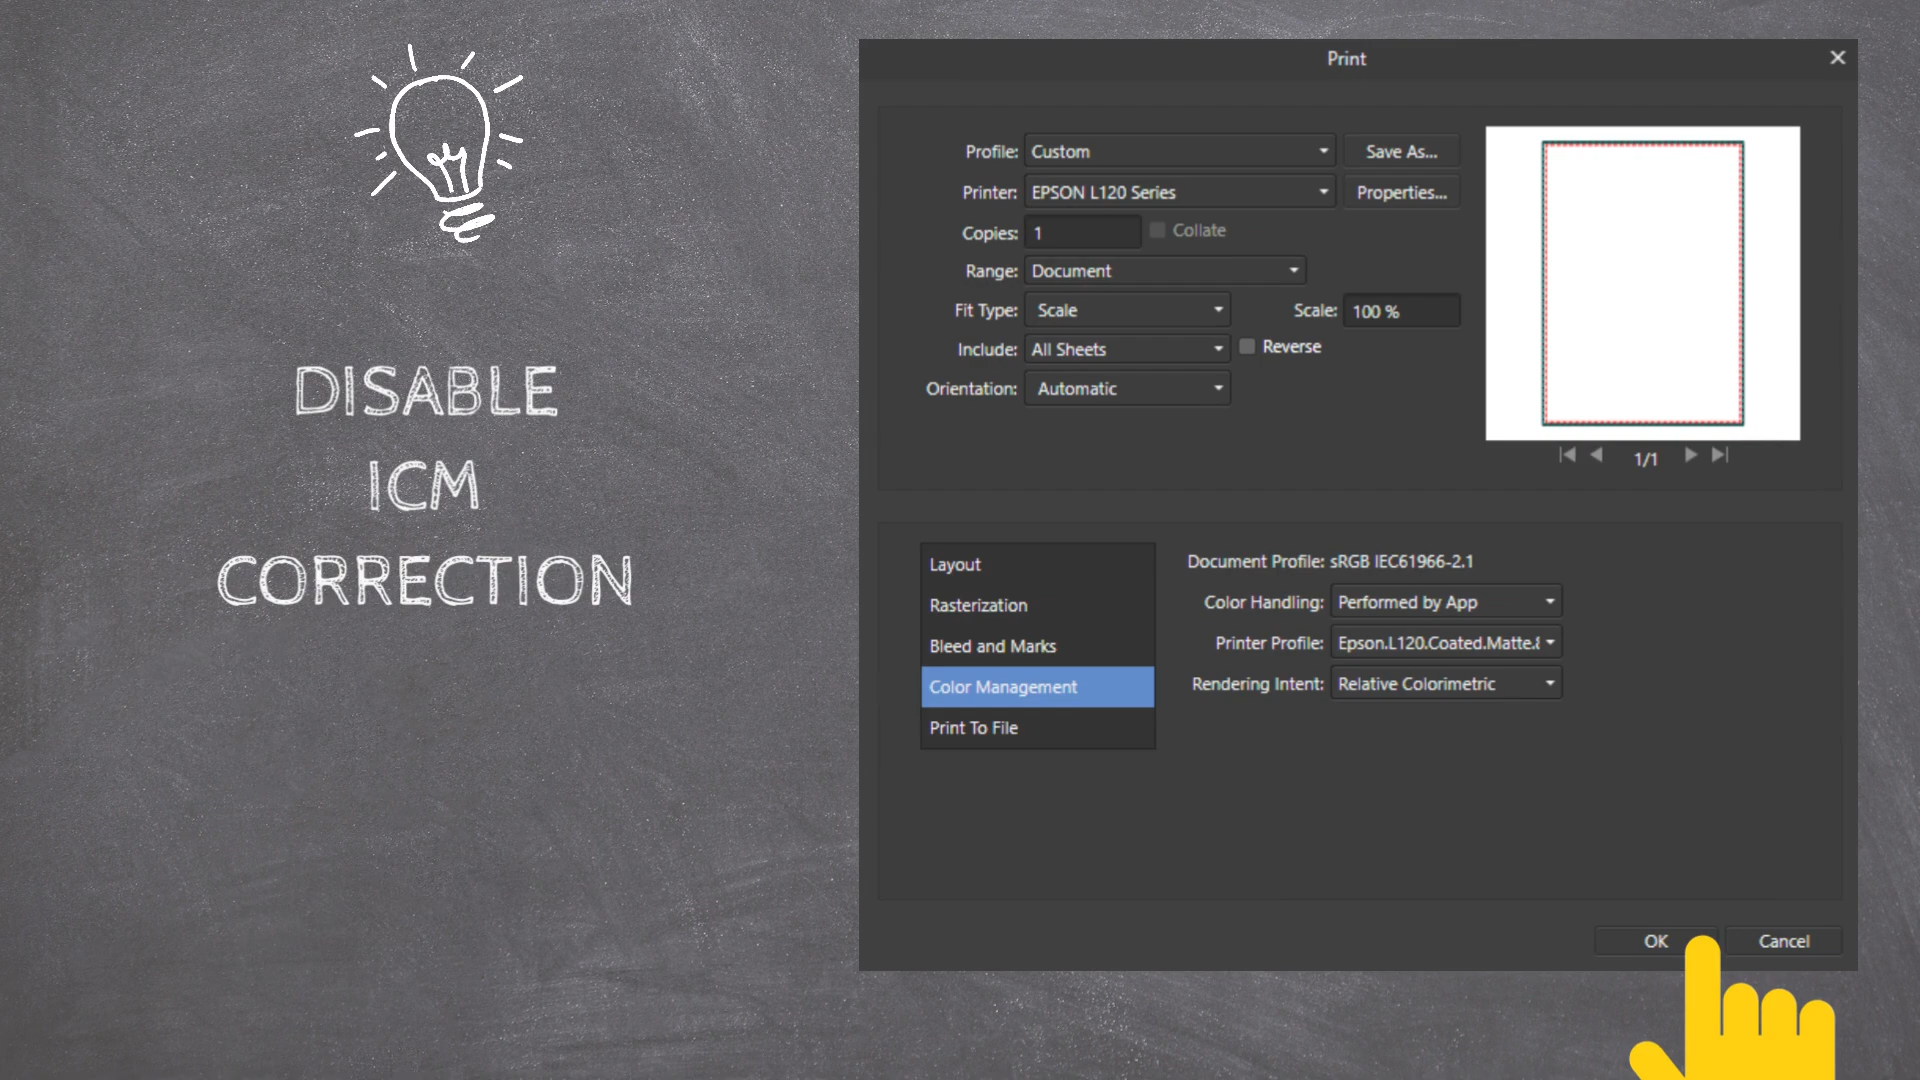 DISABLE
ICM
CORRECTION
Print
Profile: Custom Save As...
Printer: EPSON L120 Series Properties...
Copies: 1 Collate
Range: Document
Fit Type: Scale Scale: 100 %
Include: All Sheets Reverse
Orientation: Automatic
1/1
Layout
Rasterization
Bleed and Marks
Color Management
Print To File
Document Profile: sRGB IEC61966-2.1
Color Handling: Performed by App
Printer Profile: Epson.L120.Coated.Matte.
Rendering Intent: Relative Colorimetric
OK Cancel